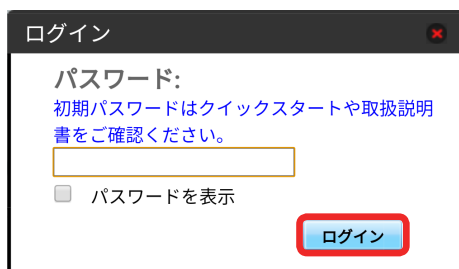 ログイン
パスワード:
初期パスワードはクイックスタートや取扱説明
書をご確認ください。
パスワードを表示
ログイン